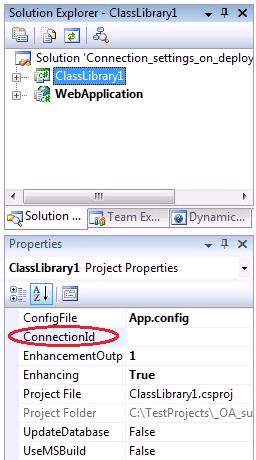 Solution Explorer - ClassLibrary1
Solution 'Connection_settings_on_deploy
ClassLibrary1
WebApplication
Solution ... Team Ex... Dynamic...
Properties
ClassLibrary1 Project Properties
ConfigFile App.config
ConnectionId
EnhancementOutp 1
Enhancing True
Project File ClassLibrary1.csproj
Project Folder C:\TestProjects\_OA_su
UpdateDatabase False
UseMSBuild False